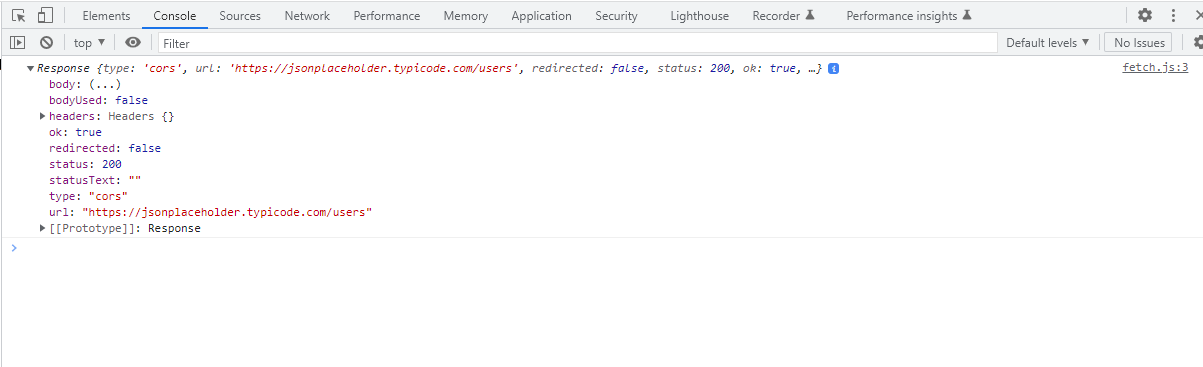 Elements Console Sources Network Performance Memory Application Security Lighthouse Recorder Performance insights
top Filter Default levels No Issues
Response {type: 'cors', url: 'https://jsonplaceholder.typicode.com/users', redirected: false, status: 200, ok: true, …} i fetch.js:3
body: (...)
bodyUsed: false
headers: Headers {}
ok: true
redirected: false
status: 200
statusText: ""
type: "cors"
url: "https://jsonplaceholder.typicode.com/users"
[[Prototype]]: Response